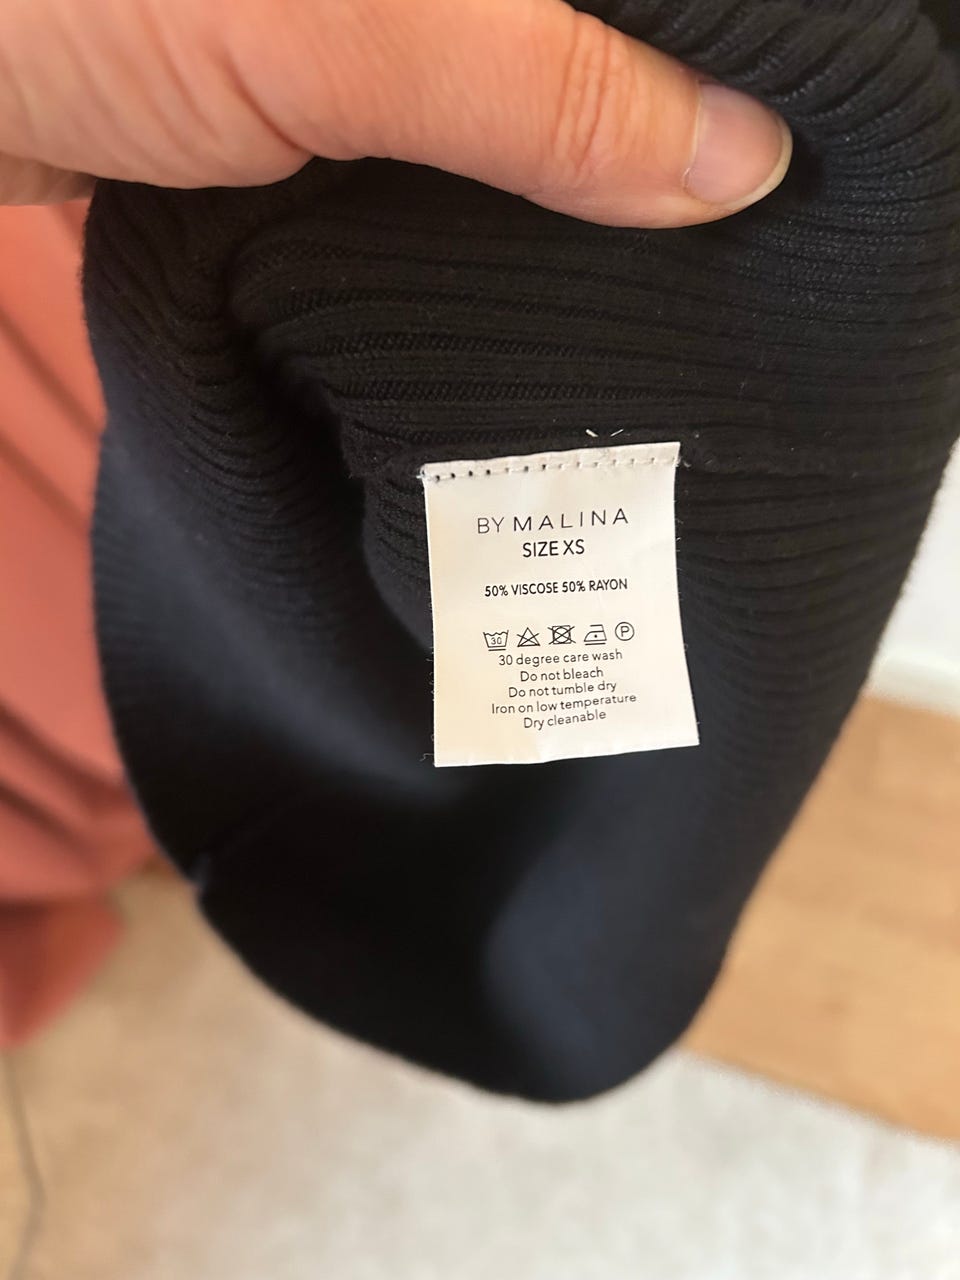 BY MALINA
SIZE XS
50% VISCOSE 50% RAYON
30 P
30 degree care wash
Do not bleach
Do not tumble dry
Iron on low temperature
Dry cleanable